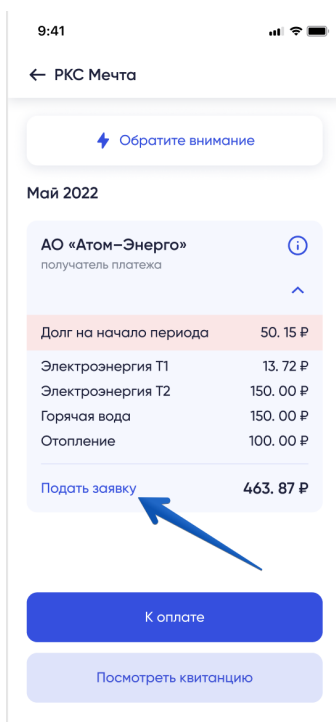 9:41
← РКС Мечта
Обратите внимание
Май 2022
АО «Атом–Энерго»
получатель платежа
Долг на начало периода 50. 15 ₽
Электроэнергия Т1 13. 72 ₽
Электроэнергия Т2 150. 00 ₽
Горячая вода 150. 00 ₽
Отопление 100. 00 ₽
Подать заявку 463. 87 ₽
К оплате
Посмотреть квитанцию